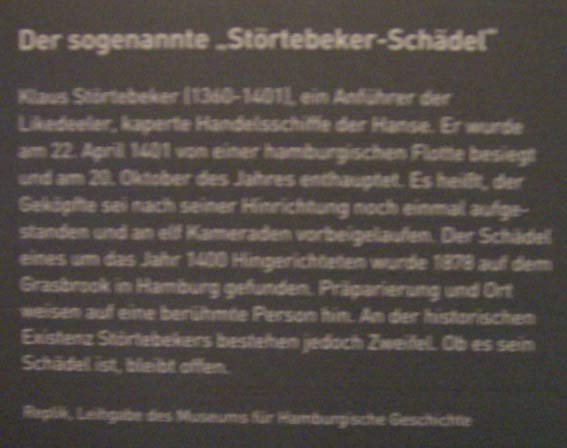 Der sogenannte „Störtebeker-Schädel“
Klaus Störtebeker (1360-1401), ein Anführer der
Likedeeler, kaperte Handelsschiffe der Hanse. Er wurde
am 22. April 1401 von einer hamburgischen Flotte besiegt
und am 20. Oktober des Jahres enthauptet. Es heißt, der
Geköpfte sei nach seiner Hinrichtung noch einmal aufge-
standen und an elf Kameraden vorbeigelaufen. Der Schädel
eines um das Jahr 1400 Hingerichteten wurde 1878 auf dem
Grasbrook in Hamburg gefunden. Präparierung und Ort
weisen auf eine berühmte Person hin. An der historischen
Existenz Störtebekers bestehen jedoch Zweifel. Ob es sein
Schädel ist, bleibt offen.
Replik, Leihgabe des Museums für Hamburgische Geschichte